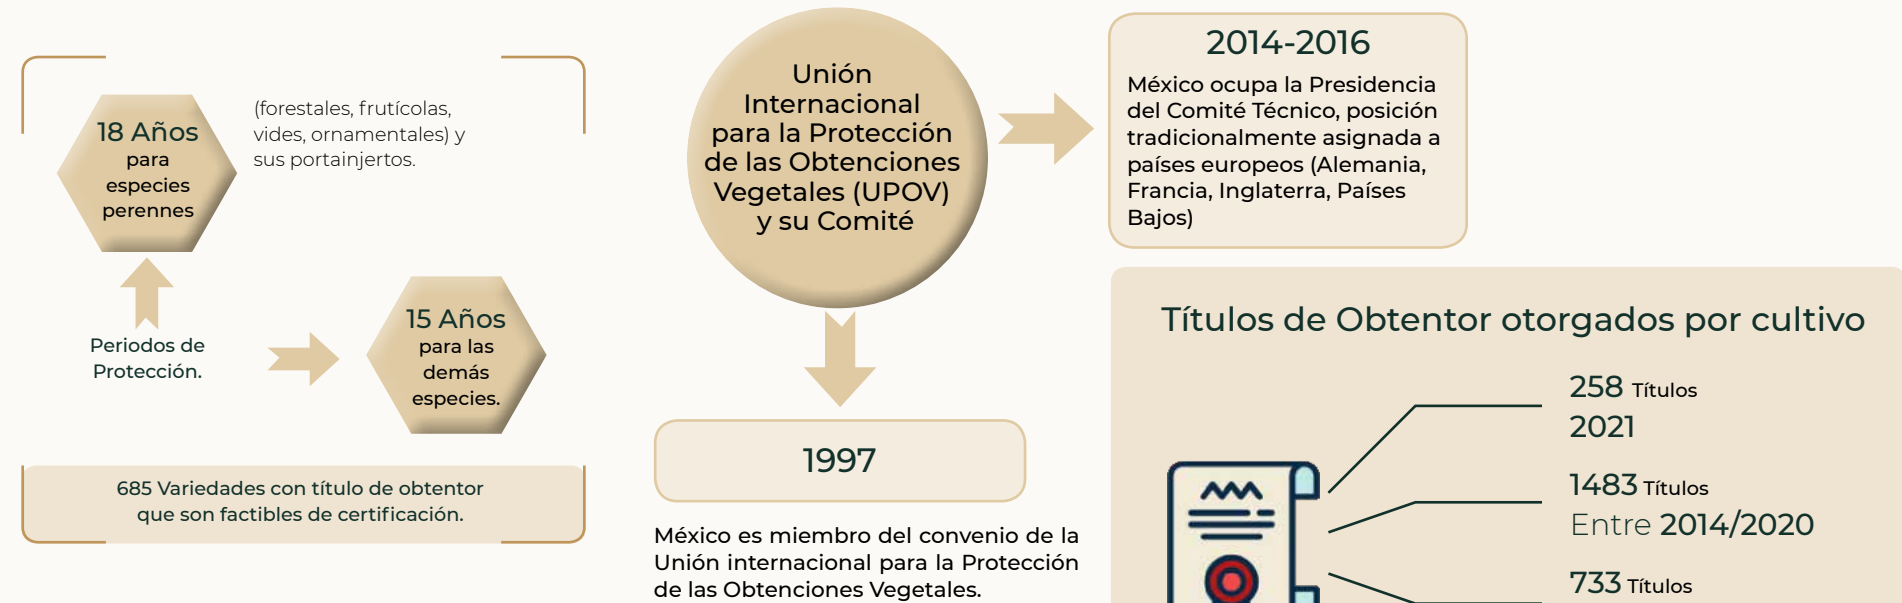 18 Años
para
especies
perennes
(forestales, frutícolas,
vides, ornamentales) y
sus portainjertos.
Periodos de
Protección.
15 Años
para las
demás
especies.
685 Variedades con título de obtentor
que son factibles de certificación.
Unión
Internacional
para la Protección
de las Obtenciones
Vegetales (UPOV)
y su Comité
1997
México es miembro del convenio de la
Unión internacional para la Protección
de las Obtenciones Vegetales.
2014-2016
México ocupa la Presidencia
del Comité Técnico, posición
tradicionalmente asignada a
países europeos (Alemania,
Francia, Inglaterra, Países
Bajos)
Títulos de Obtentor otorgados por cultivo
258 Títulos
2021
1483 Títulos
Entre 2014/2020
733 Títulos